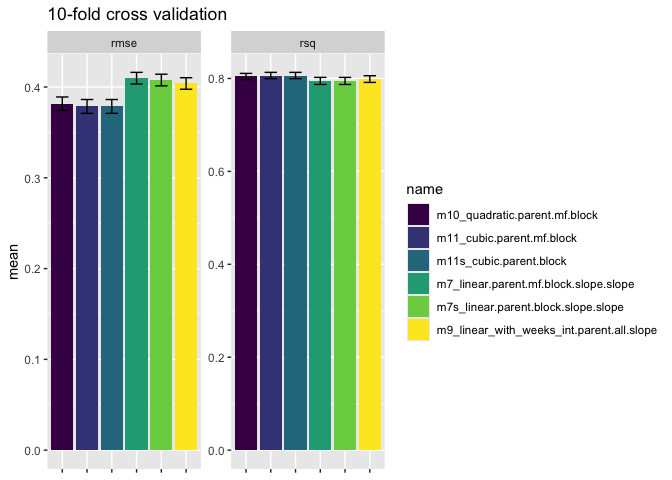 10-fold cross validation
rmse
rsq
mean
0.4
0.3
0.2
0.1
0.0
0.8
0.6
0.4
0.2
0.0
name
m10_quadratic.parent.mf.block
m11_cubic.parent.mf.block
m11s_cubic.parent.block
m7_linear.parent.mf.block.slope.slope
m7s_linear.parent.block.slope.slope
m9_linear_with_weeks_int.parent.all.slope